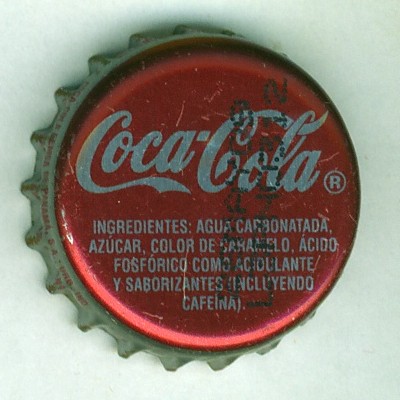 Coca-Cola®
INGREDIENTES: AGUA CARBONATADA,
AZÚCAR, COLOR DE CARAMELO, ÁCIDO
FOSFÓRICO COMO ACIDULANTE
Y SABORIZANTES (INCLUYENDO
CAFEÍNA).